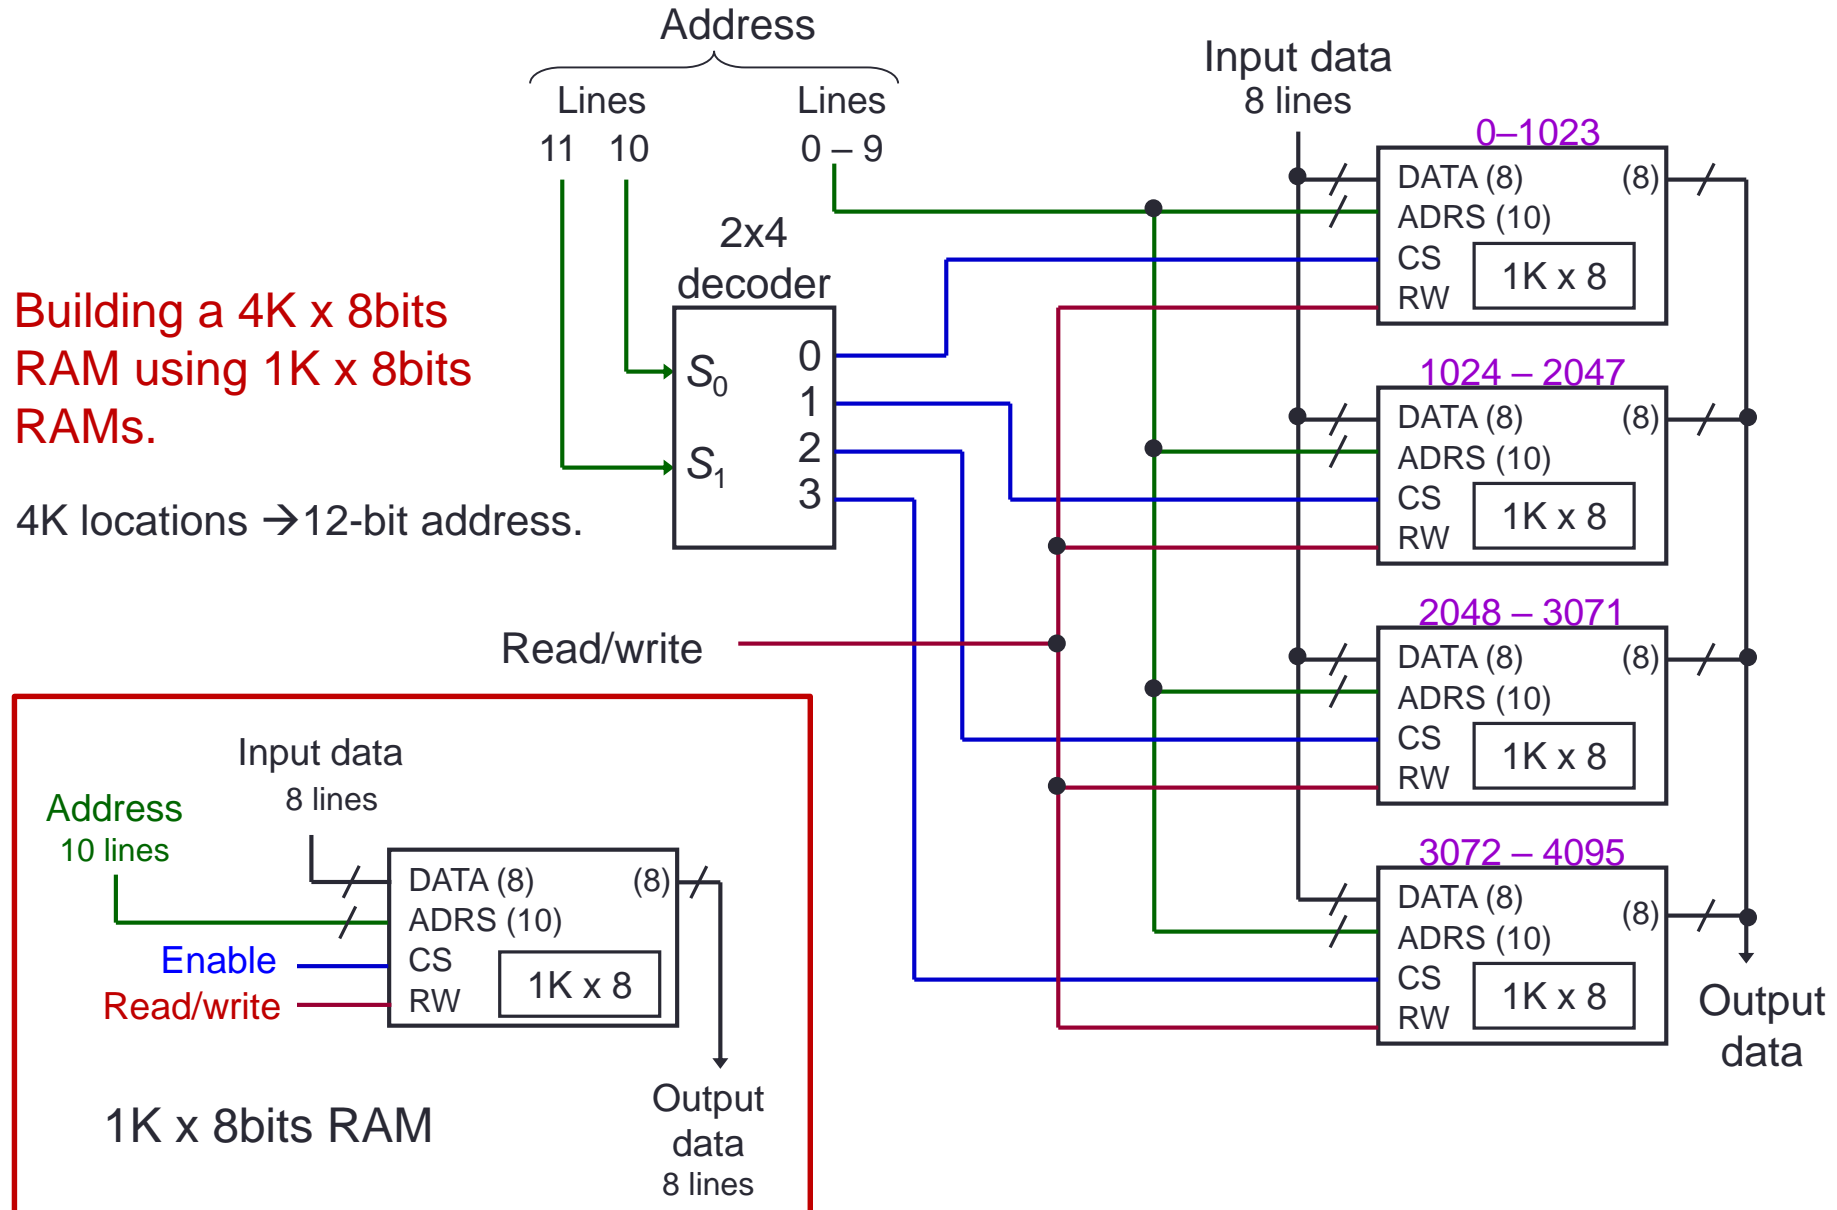 Address
Lines Lines
11 10 0 – 9
Input data
8 lines
2x4
decoder
S0 0
1
S1 2
3
Building a 4K x 8bits
RAM using 1K x 8bits
RAMs.
4K locations →12-bit address.
Read/write
0–1023
DATA (8) (8)
ADRS (10)
CS
1K x 8
RW
1024 – 2047
DATA (8) (8)
ADRS (10)
CS
1K x 8
RW
2048 – 3071
DATA (8) (8)
ADRS (10)
CS
1K x 8
RW
3072 – 4095
DATA (8) (8)
ADRS (10)
CS
1K x 8
RW
Output
data
Input data
8 lines
Address
10 lines
Enable
Read/write
DATA (8) (8)
ADRS (10)
CS
1K x 8
RW
Output
data
8 lines
1K x 8bits RAM